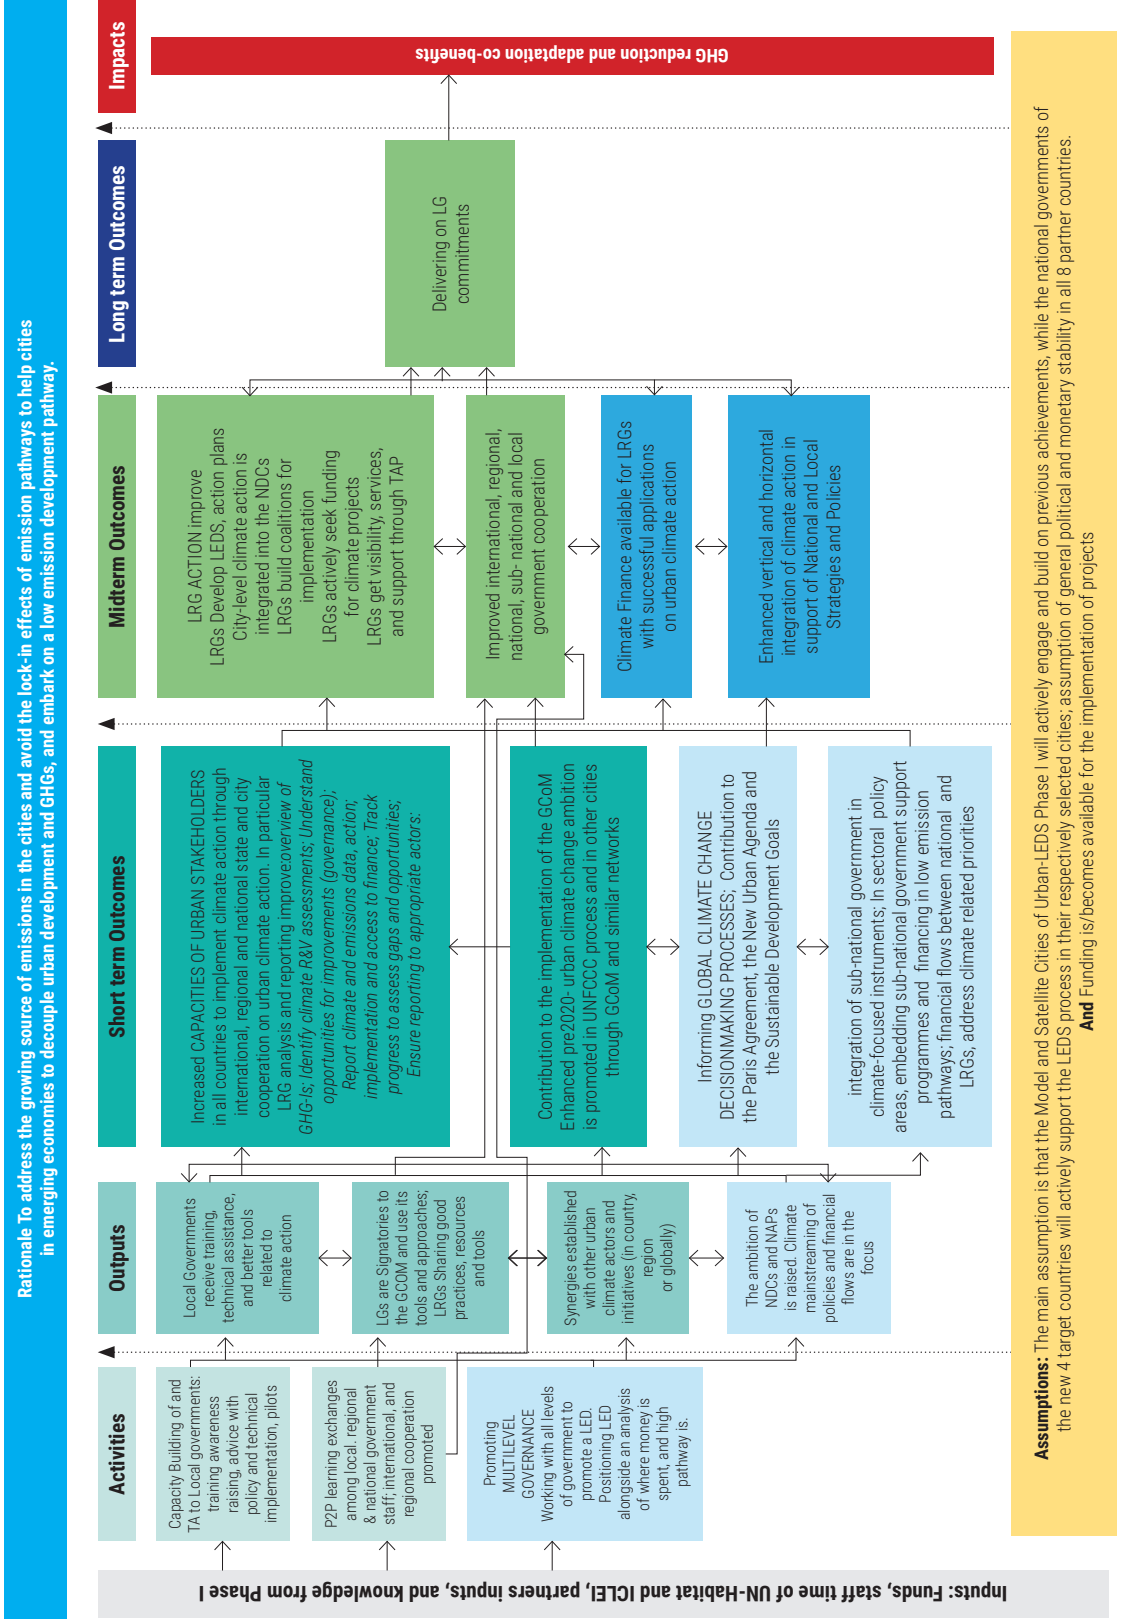 Rationale To address the growing source of emissions in the cities and avoid the lock-in effects of emission pathways to help cities
in emerging economies to decouple urban development and GHGs, and embark on a low emission development pathway.
Inputs: Funds, staff time of UN-Habitat and ICLEI, partners inputs, and knowledge from Phase I
Activities
Capacity Building of and
TA to Local governments:
training awareness
raising, advice with
policy and technical
implementation, pilots
P2P learning exchanges
among local. regional
& national government
staff; international, and
regional cooperation
promoted
Promoting
MULTILEVEL
GOVERNANCE
Working with all levels
of government to
promote a LED.
Positioning LED
alongside an analysis
of where money is
spent, and high
pathway is.
Outputs
Local Governments
receive training,
technical assistance,
and better tools
related to
climate action
LGs are Signatories to
the GCOM and use its
tools and approaches;
LRGs Sharing good
practices, resources
and tools
Synergies established
with other urban
climate actors and
initiatives (in country,
region
or globally)
The ambition of
NDCs and NAPs
is raised. Climate
mainstreaming of
policies and financial
flows are in the
focus
Short term Outcomes
Increased CAPACITIES OF URBAN STAKEHOLDERS
in all countries to implement climate action through
international, regional and national state and city
cooperation on urban climate action. In particular
LRG analysis and reporting improve:overview of
GHG-Is; Identify climate R&V assessments; Understand
opportunities for improvements (governance);
Report climate and emissions data, action;
implementation and access to finance; Track
progress to assess gaps and opportunities;
Ensure reporting to appropriate actors:
Contribution to the implementation of the GCoM
Enhanced pre2020- urban climate change ambition
is promoted in UNFCCC process and in other cities
through GCoM and similar networks
Informing GLOBAL CLIMATE CHANGE
DECISIONMAKING PROCESSES; Contribution to
the Paris Agreement, the New Urban Agenda and
the Sustainable Development Goals
integration of sub-national government in
climate-focused instruments; In sectoral policy
areas, embedding sub-national government support
programmes and financing in low emission
pathways; financial flows between national and
LRGs, address climate related priorities
Midterm Outcomes
LRG ACTION improve
LRGs Develop LEDS, action plans
City-level climate action is
integrated into the NDCs
LRGs build coalitions for
implementation
LRGs actively seek funding
for climate projects
LRGs get visibility, services,
and support through TAP
Improved international, regional,
national, sub- national and local
government cooperation
Climate Finance available for LRGs
with successful applications
on urban climate action
Enhanced vertical and horizontal
integration of climate action in
support of National and Local
Strategies and Policies
Long term Outcomes
Delivering on LG
commitments
Impacts
GHG reduction and adaptation co-benefits
Assumptions: The main assumption is that the Model and Satellite Cities of Urban-LEDS Phase I will actively engage and build on previous achievements, while the national governments of
the new 4 target countries will actively support the LEDS process in their respectively selected cities; assumption of general political and monetary stability in all 8 partner countries.
And Funding is/becomes available for the implementation of projects